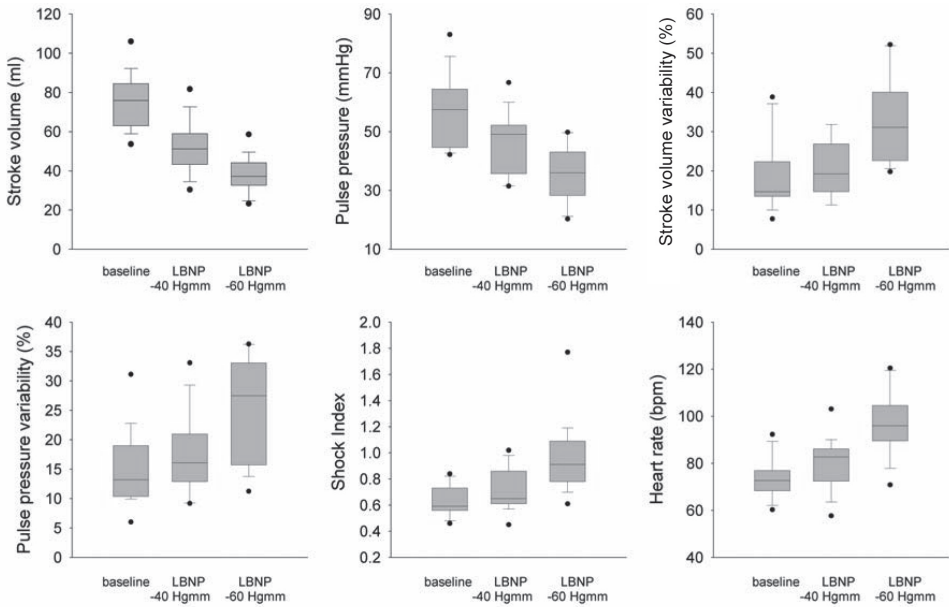 Stroke volume (ml)
120
100
80
60
40
20
0
baseline
LBNP
-40 Hgmm
LBNP
-60 Hgmm
Pulse pressure (mmHg)
90
70
50
30
10
baseline
LBNP
-40 Hgmm
LBNP
-60 Hgmm
Stroke volume variability (%)
60
50
40
30
20
10
0
baseline
LBNP
-40 Hgmm
LBNP
-60 Hgmm
Pulse pressure variability (%)
40
35
30
25
20
15
10
5
0
baseline
LBNP
-40 Hgmm
LBNP
-60 Hgmm
Shock Index
2.0
1.8
1.6
1.4
1.2
1.0
0.8
0.6
0.4
0.2
baseline
LBNP
-40 Hgmm
LBNP
-60 Hgmm
Heart rate (bpm)
140
120
100
80
60
40
baseline
LBNP
-40 Hgmm
LBNP
-60 Hgmm